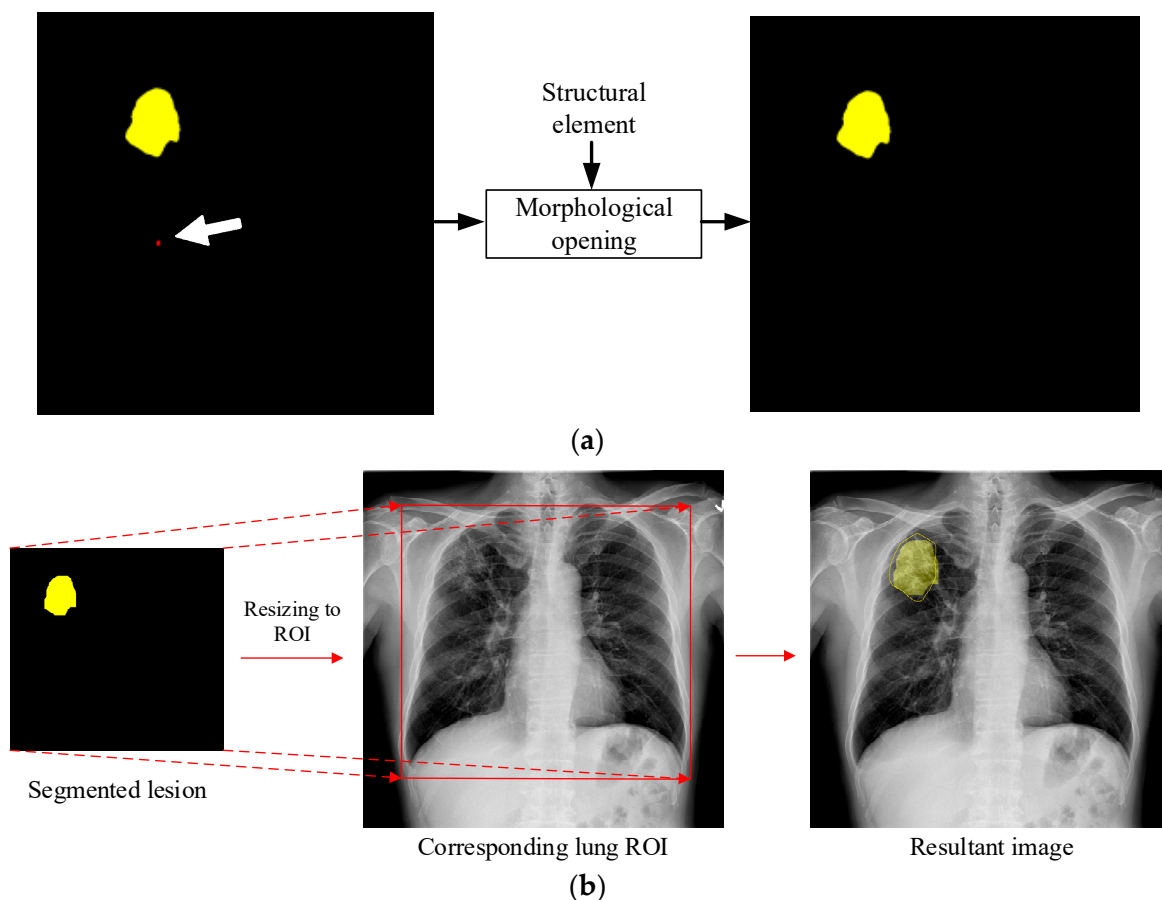 Structural
element
Morphological
opening
(a)
Resizing to
ROI
Segmented lesion
Corresponding lung ROI
Resultant image
(b)